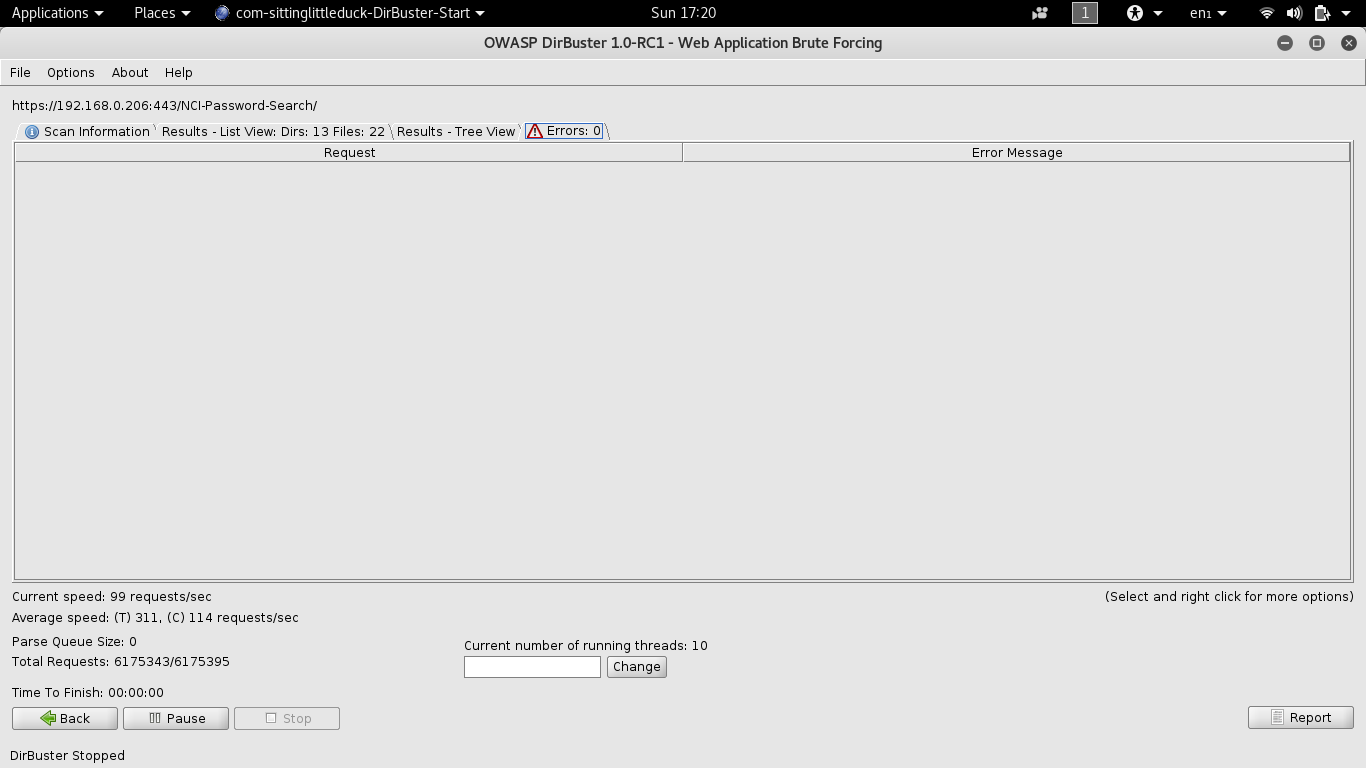 Applications Places com-sittinglittleduck-DirBuster-Start Sun 17:20 1 en₁
OWASP DirBuster 1.0-RC1 - Web Application Brute Forcing
File Options About Help
https://192.168.0.206:443/NCI-Password-Search/
Scan Information Results - List View: Dirs: 13 Files: 22 Results - Tree View Errors: 0
Request Error Message
Current speed: 99 requests/sec (Select and right click for more options)
Average speed: (T) 311, (C) 114 requests/sec
Parse Queue Size: 0 Current number of running threads: 10
Total Requests: 6175343/6175395 Change
Time To Finish: 00:00:00
Back Pause Stop Report
DirBuster Stopped